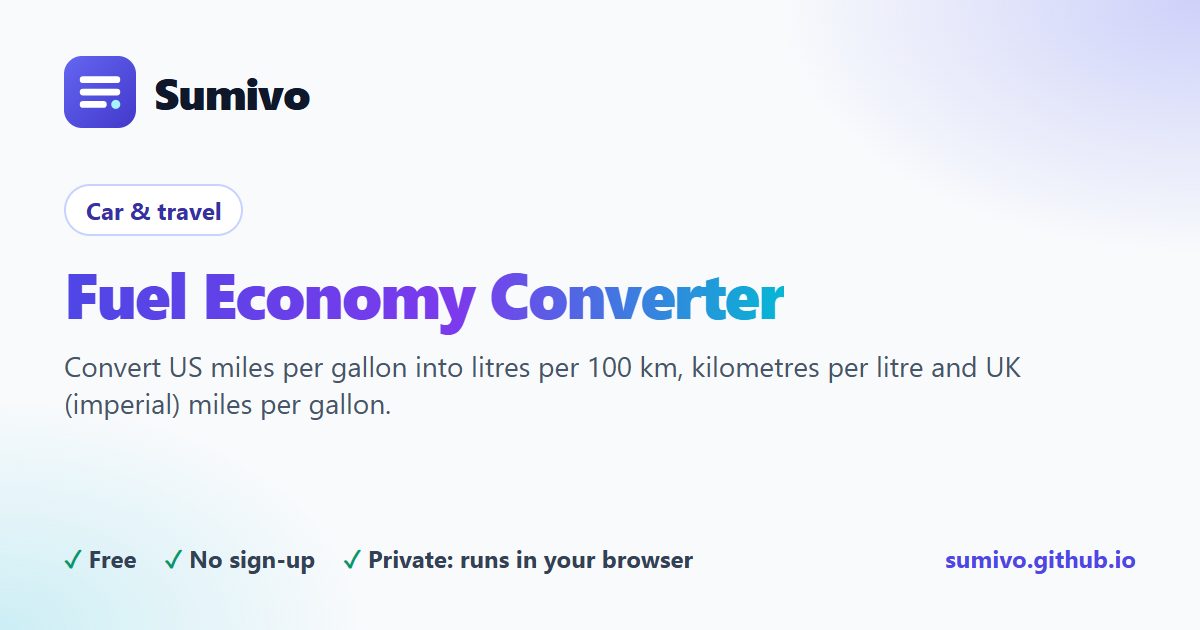 Sumivo
Car & travel
Fuel Economy Converter
Convert US miles per gallon into litres per 100 km, kilometres per litre and UK
(imperial) miles per gallon.
✓ Free ✓ No sign-up ✓ Private: runs in your browser
sumivo.github.io